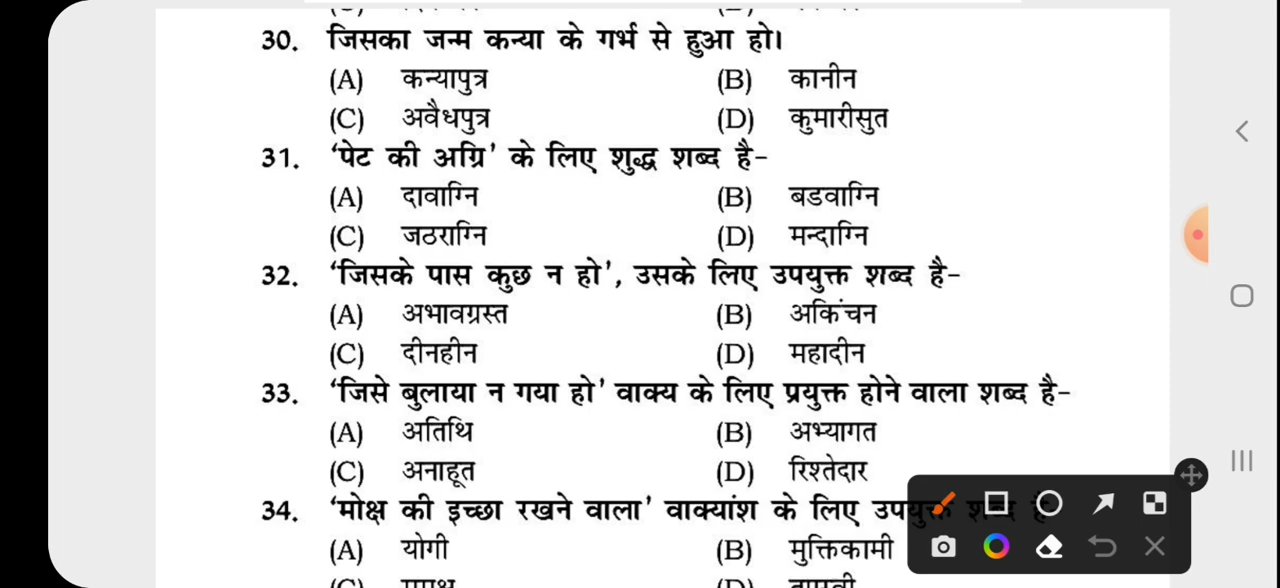 30. जिसका जन्म कन्या के गर्भ से हुआ हो।
(A) कन्यापुत्र (B) कानीन
(C) अवैधपुत्र (D) कुमारीसुत
31. 'पेट की अग्नि' के लिए शुद्ध शब्द है-
(A) दावाग्नि (B) बडवाग्नि
(C) जठराग्नि (D) मन्दाग्नि
32. 'जिसके पास कुछ न हो', उसके लिए उपयुक्त शब्द है-
(A) अभावग्रस्त (B) अकिंचन
(C) दीनहीन (D) महादीन
33. 'जिसे बुलाया न गया हो' वाक्य के लिए प्रयुक्त होने वाला शब्द है-
(A) अतिथि (B) अभ्यागत
(C) अनाहूत (D) रिश्तेदार
34. 'मोक्ष की इच्छा रखने वाला' वाक्यांश के लिए उपयुक्त शब्द है
(A) योगी (B) मुक्तिकामी